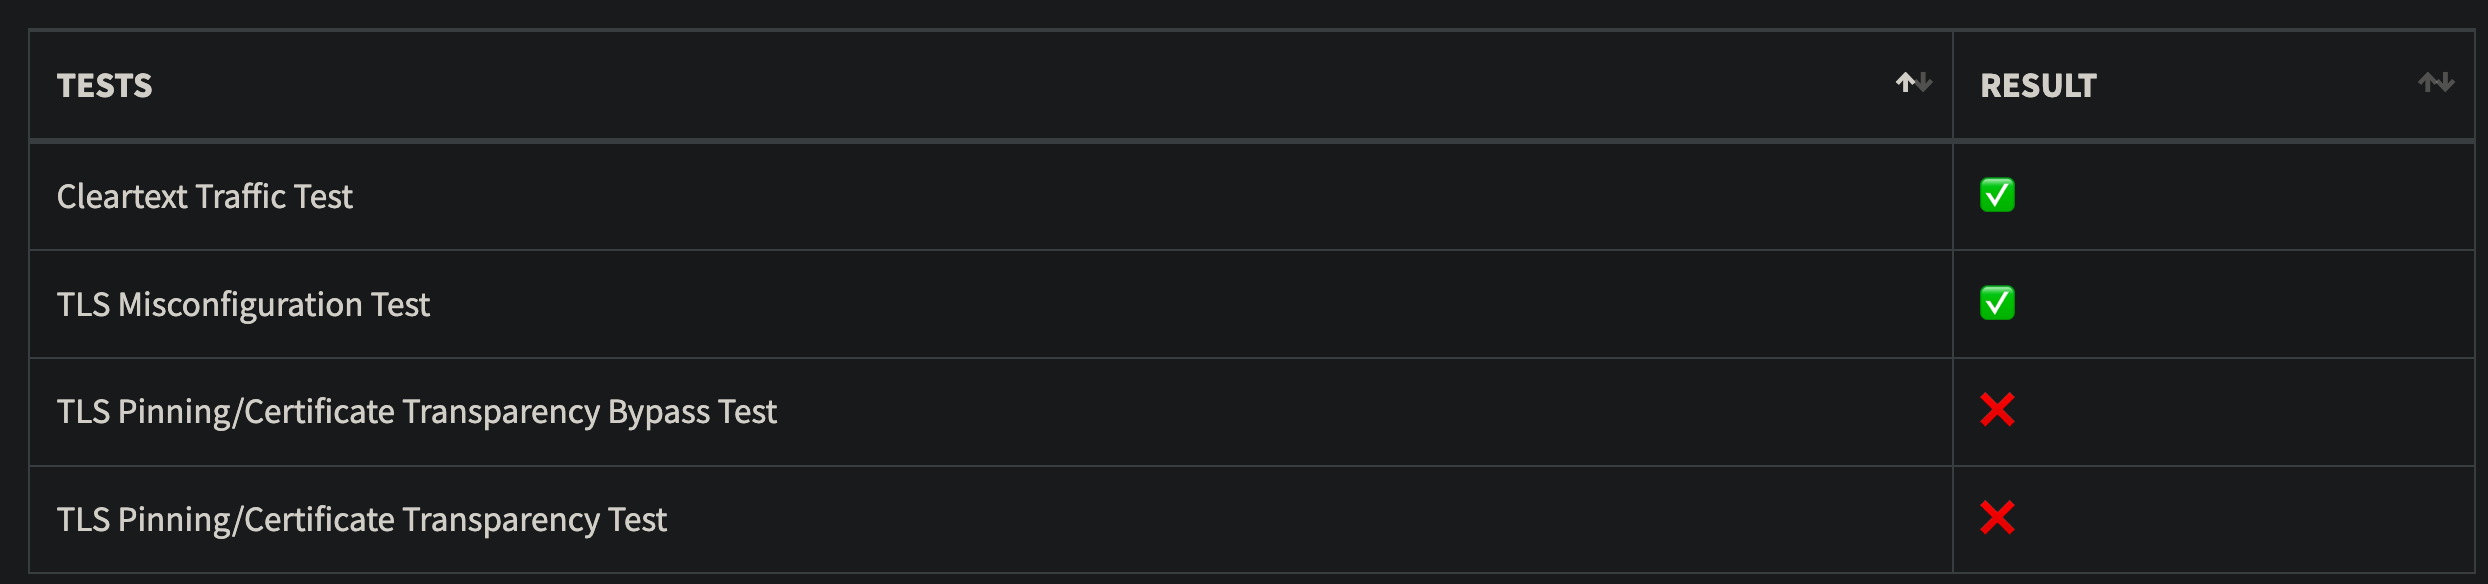 TESTS RESULT
Cleartext Traffic Test ✅
TLS Misconfiguration Test ✅
TLS Pinning/Certificate Transparency Bypass Test ❌
TLS Pinning/Certificate Transparency Test ❌